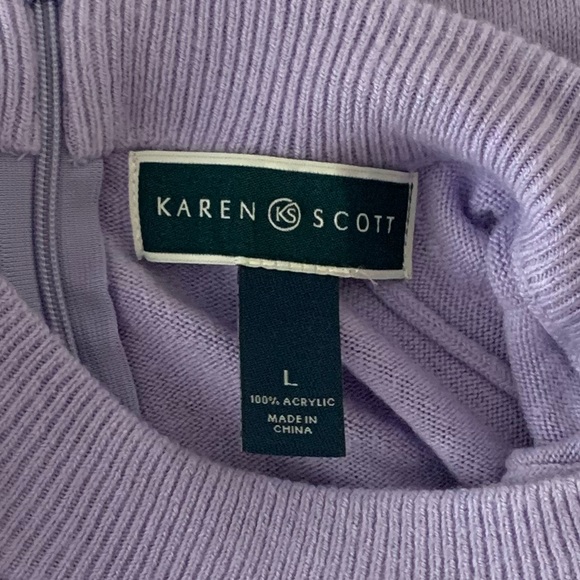 KAREN KS SCOTT
L
100% ACRYLIC
MADE IN
CHINA